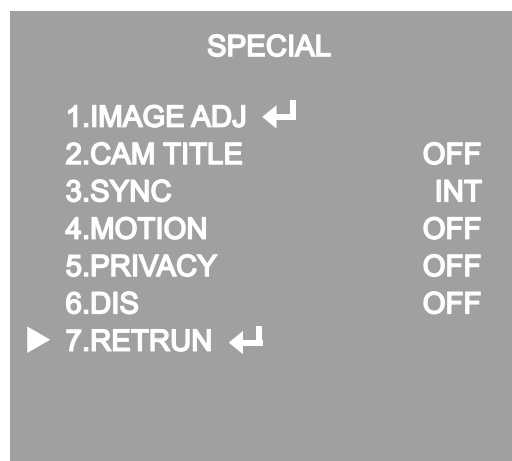 SPECIAL
1.IMAGE ADJ ↵
2.CAM TITLE OFF
3.SYNC INT
4.MOTION OFF
5.PRIVACY OFF
6.DIS OFF
▶ 7.RETRUN ↵